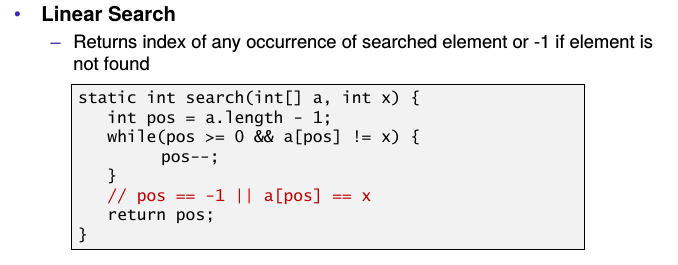 • Linear Search
– Returns index of any occurrence of searched element or -1 if element is
not found
static int search(int[] a, int x) {
int pos = a.length - 1;
while(pos >= 0 && a[pos] != x) {
pos--;
}
// pos == -1 || a[pos] == x
return pos;
}